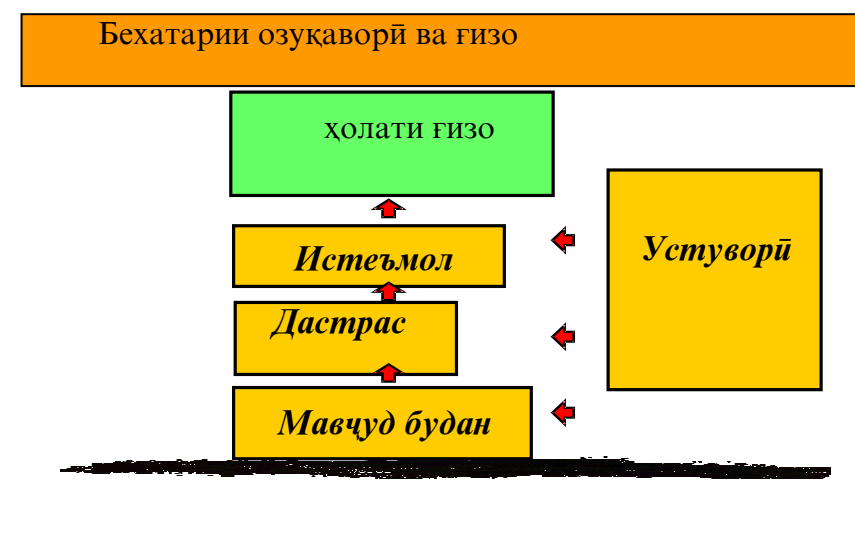 Бехатарии озуқаворӣ ва ғизо
ҳолати ғизо
Истеъмол
Устуворӣ
Дастрас
Мавҷуд будан